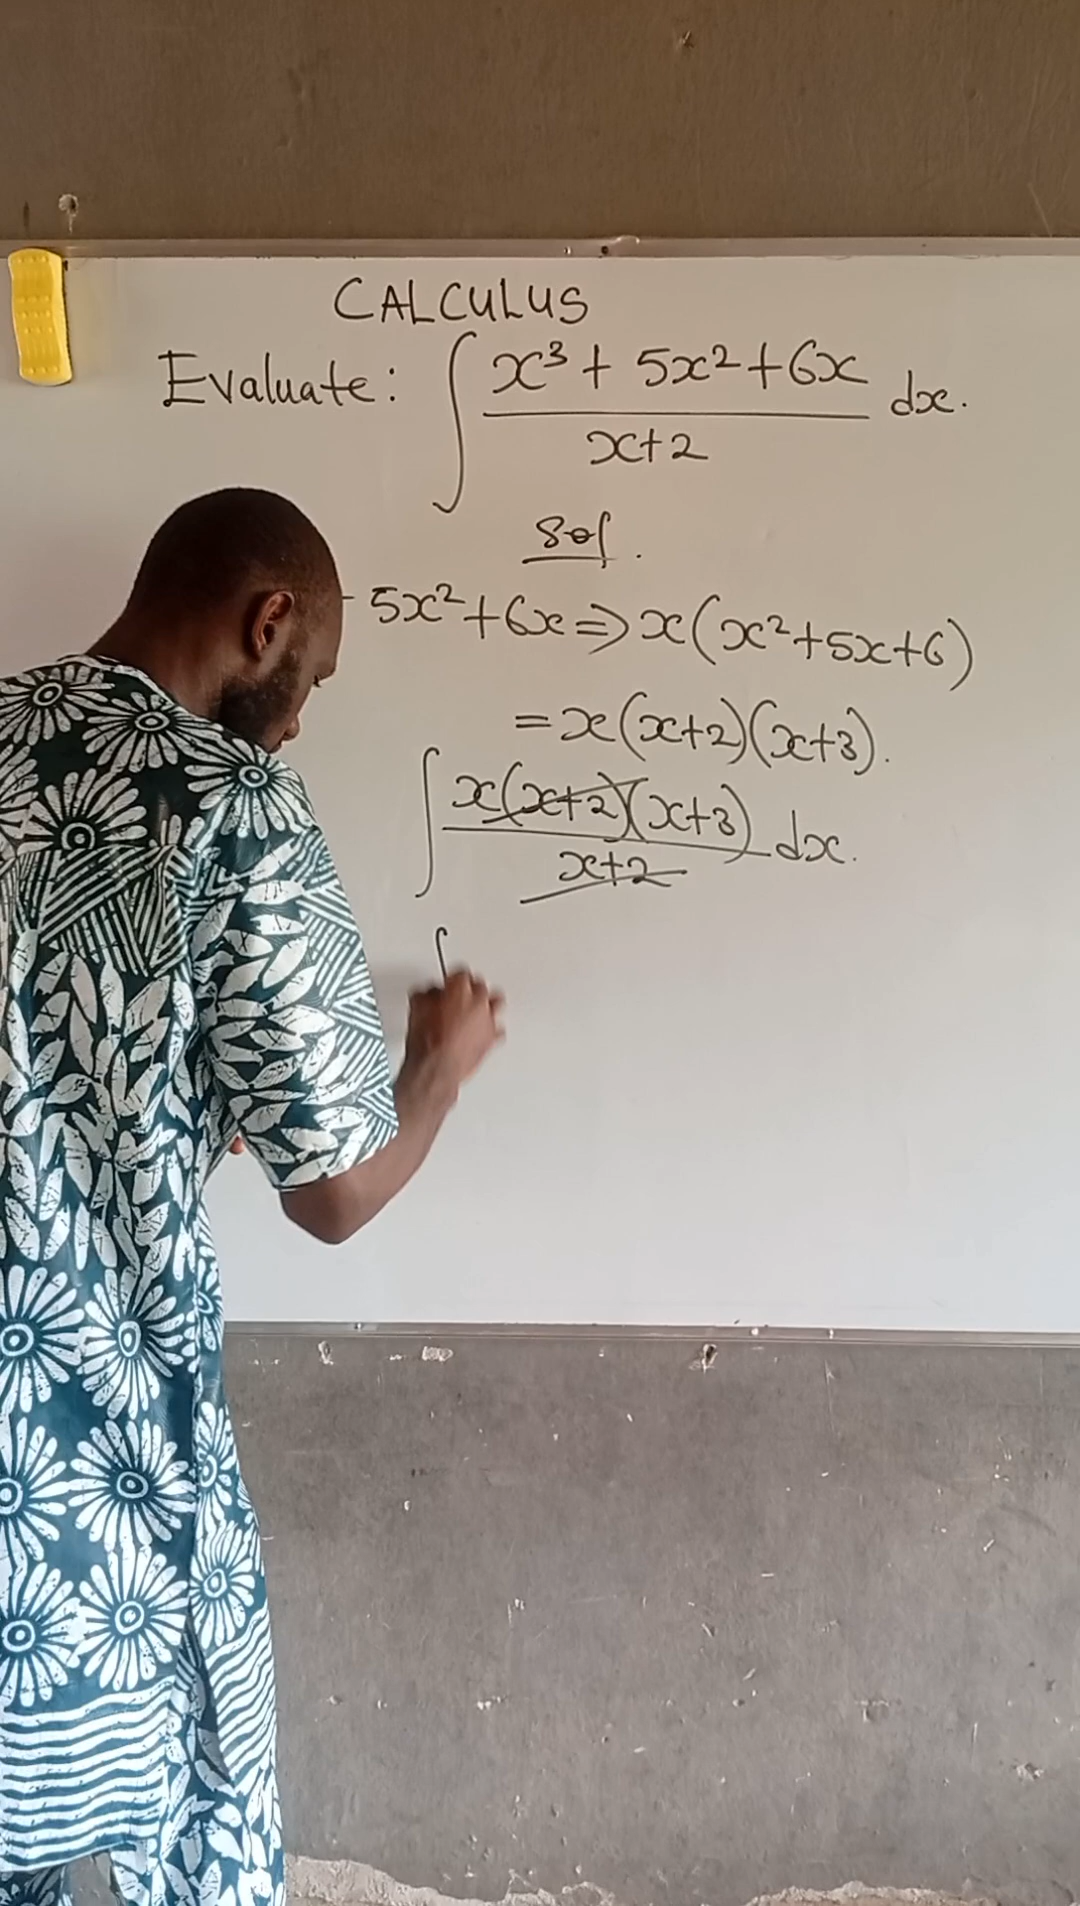 CALCULUS
Evaluate: ∫ x³ + 5x² + 6x / x+2 dx.
Sol.
5x² + 6x ⇒ x(x² + 5x + 6)
= x(x+2)(x+3).
∫ x(x+2)(x+3) / x+2 dx.
∫